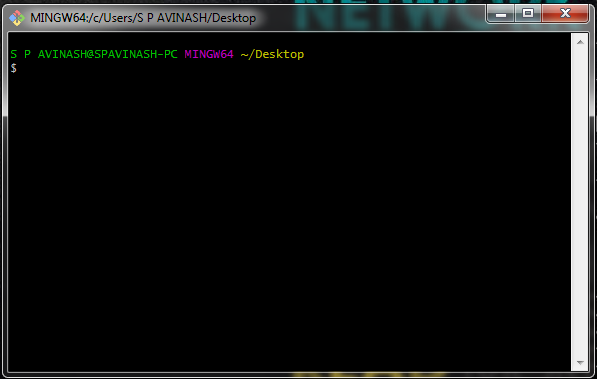 MINGW64:/c/Users/S P AVINASH/Desktop
S P AVINASH@SPAVINASH-PC MINGW64 ~/Desktop
$